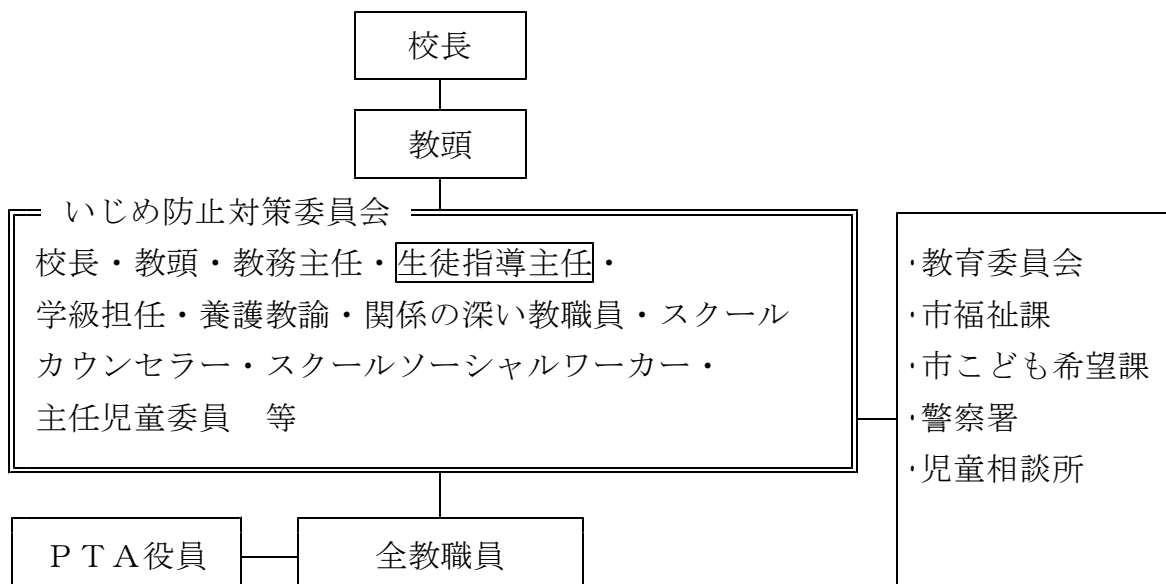 校長
教頭
いじめ防止対策委員会
校長・教頭・教務主任・生徒指導主任・
学級担任・養護教諭・関係の深い教職員・スクール
カウンセラー・スクールソーシャルワーカー・
主任児童委員　等
・教育委員会
・市福祉課
・市こども希望課
・警察署
・児童相談所
ＰＴＡ役員
全教職員